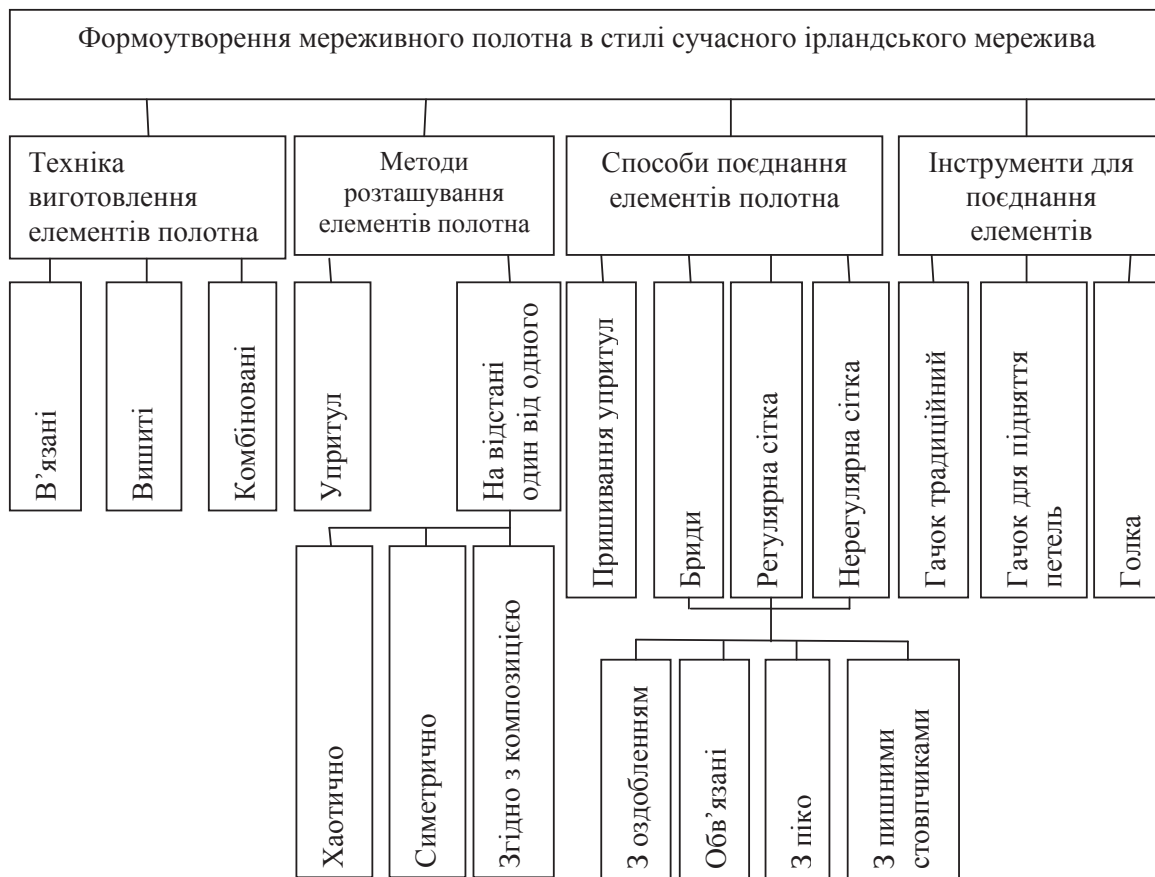 Формоутворення мереживного полотна в стилі сучасного ірландського мережива
Техніка
виготовлення
елементів полотна
Методи
розташування
елементів полотна
Способи поєднання
елементів полотна
Інструменти для
поєднання
елементів
В’язані
Вишиті
Комбіновані
Упритул
На відстані
один від одного
Пришивання упритул
Бриди
Регулярна сітка
Нерегулярна сітка
Гачок традиційний
Гачок для підняття
петель
Голка
Хаотично
Симетрично
Згідно з композицією
З оздобленням
Обв’язані
З піко
З пишними
стовпчиками